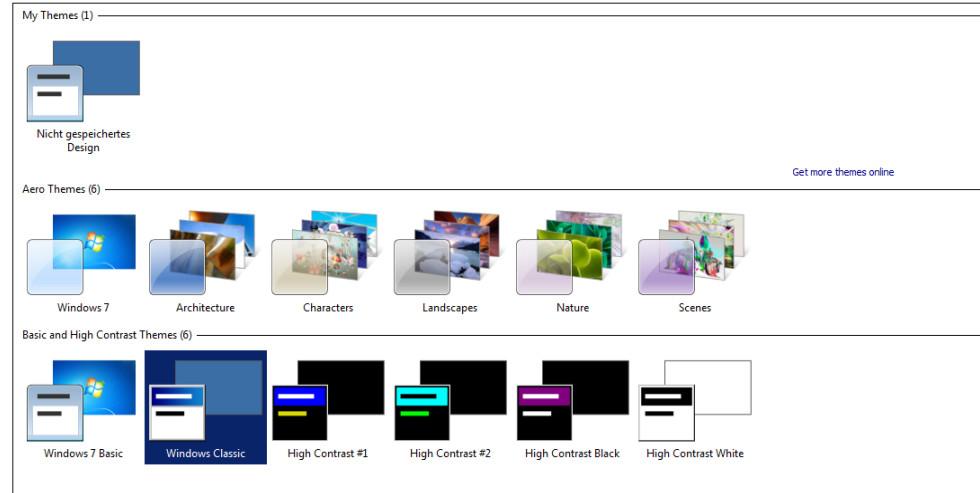 My Themes (1)
Nicht gespeichertes
Design
Get more themes online
Aero Themes (6)
Windows 7
Architecture
Characters
Landscapes
Nature
Scenes
Basic and High Contrast Themes (6)
Windows 7 Basic
Windows Classic
High Contrast #1
High Contrast #2
High Contrast Black
High Contrast White